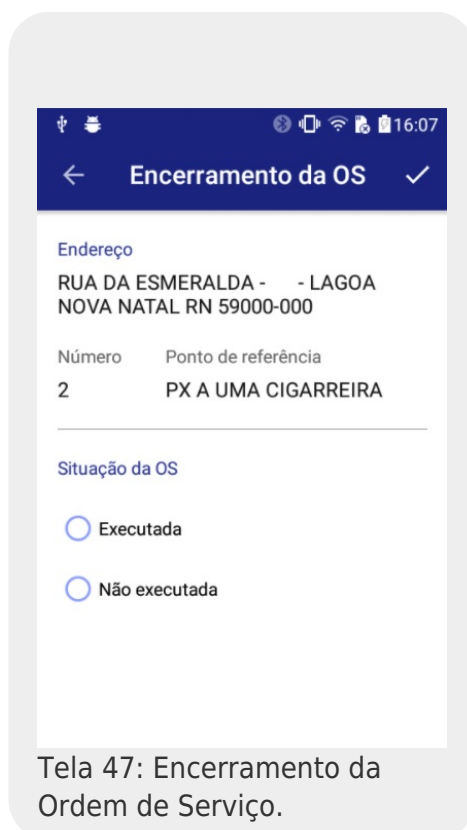 16:07
Encerramento da OS
Endereço
RUA DA ESMERALDA -    - LAGOA
NOVA NATAL RN 59000-000
Número Ponto de referência
2 PX A UMA CIGARREIRA
Situação da OS
Executada
Não executada
Tela 47: Encerramento da
Ordem de Serviço.